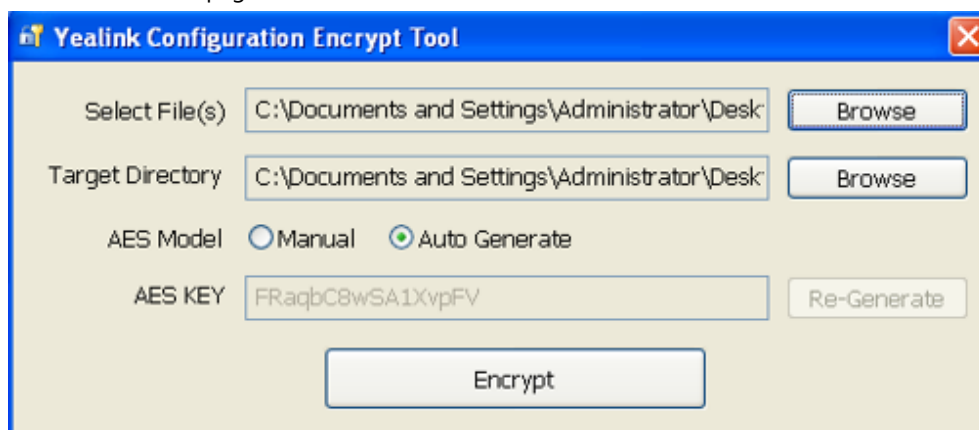 Yealink Configuration Encrypt Tool
Select File(s) C:\Documents and Settings\Administrator\Desk Browse
Target Directory C:\Documents and Settings\Administrator\Desk Browse
AES Model Manual Auto Generate
AES KEY FRaqbC8wSA1XvpFV Re-Generate
Encrypt